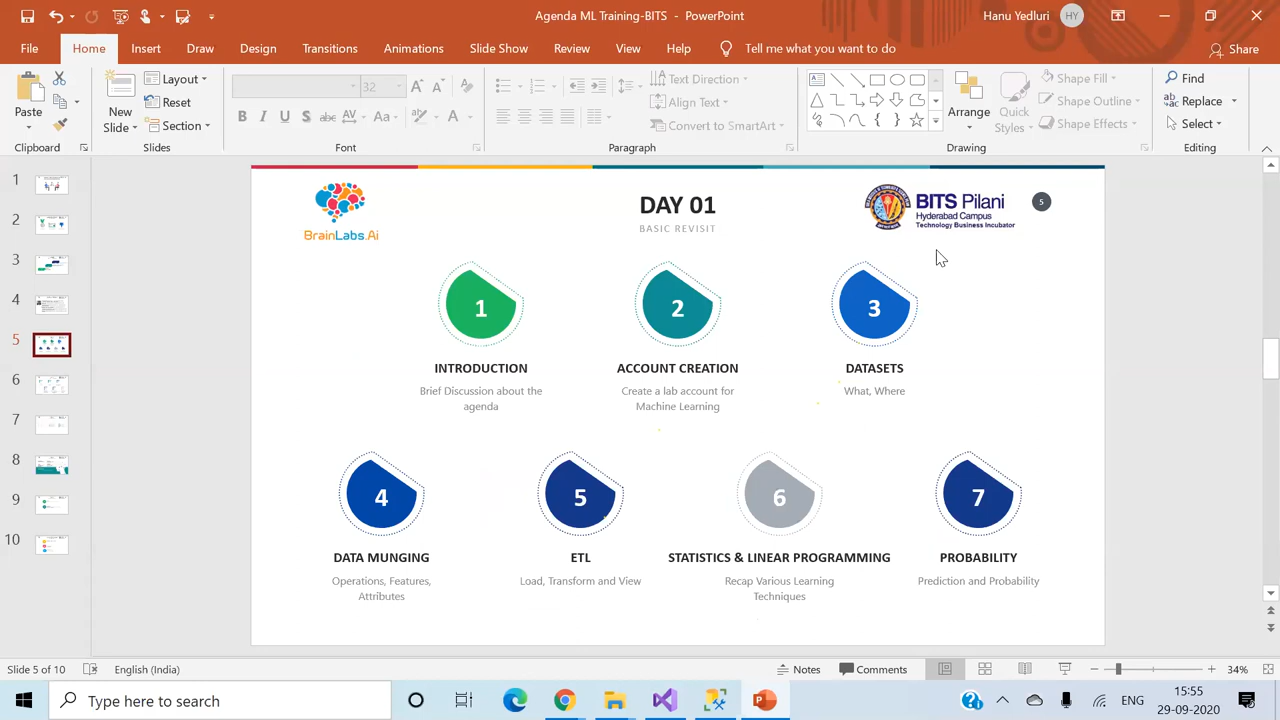 Agenda ML Training-BITS - PowerPoint
Hanu Yedluri
HY
File Home Insert Draw Design Transitions Animations Slide Show Review View Help Tell me what you want to do Share
Paste
Clipboard
New
Slide
Layout
Reset
Section
Slides
32
B I U S abc AV Aa A
Font
Text Direction
Align Text
Convert to SmartArt
Paragraph
Arrange
Quick
Styles
Shape Fill
Shape Outline
Shape Effects
Drawing
Find
Replace
Select
Editing
1
2
3
4
5
6
7
8
9
10
BrainLabs.Ai
DAY 01
BASIC REVISIT
BITS Pilani
Hyderabad Campus
Technology Business Incubator
5
1
INTRODUCTION
Brief Discussion about the
agenda
2
ACCOUNT CREATION
Create a lab account for
Machine Learning
3
DATASETS
What, Where
4
DATA MUNGING
Operations, Features,
Attributes
5
ETL
Load, Transform and View
6
STATISTICS & LINEAR PROGRAMMING
Recap Various Learning
Techniques
7
PROBABILITY
Prediction and Probability
Slide 5 of 10 English (India) Notes Comments 34%
Type here to search
ENG
15:55
29-09-2020